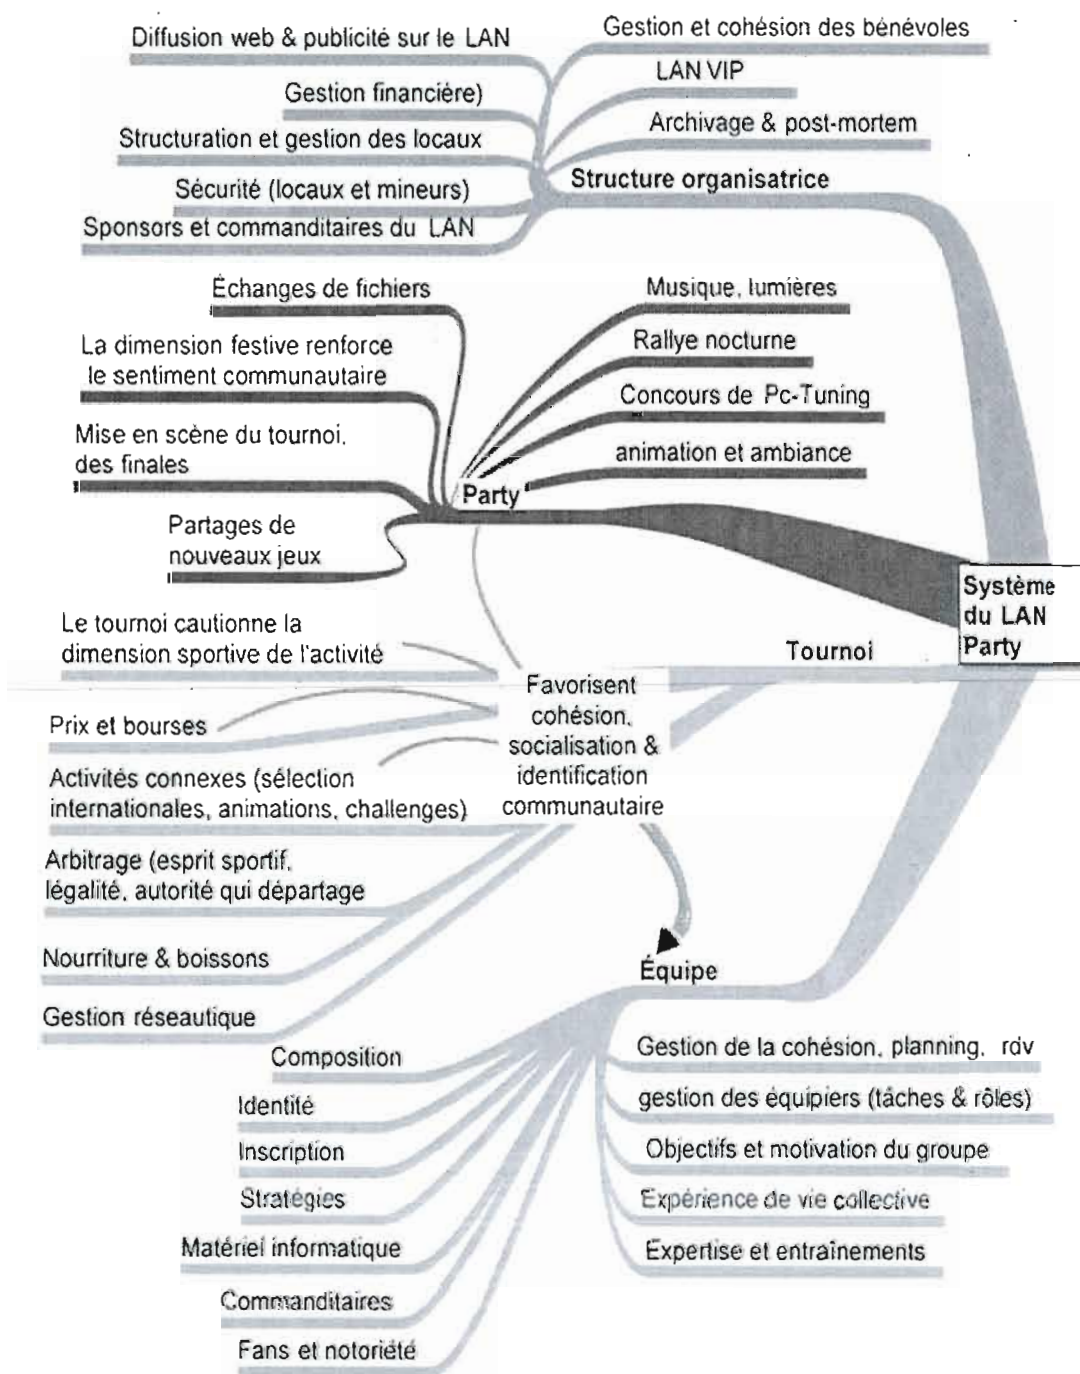 Diffusion web & publicité sur le LAN
Gestion financière)
Structuration et gestion des locaux
Sécurité (locaux et mineurs)
Sponsors et commanditaires du LAN
Gestion et cohésion des bénévoles
LAN VIP
Archivage & post-mortem
Structure organisatrice
Échanges de fichiers
La dimension festive renforce
le sentiment communautaire
Mise en scène du tournoi,
des finales
Partages de
nouveaux jeux
Musique, lumières
Rallye nocturne
Concours de Pc-Tuning
animation et ambiance
Party
Système
du LAN
Party
Tournoi
Le tournoi cautionne la
dimension sportive de l'activité
Prix et bourses
Activités connexes (sélection
internationales, animations, challenges)
Arbitrage (esprit sportif,
légalité, autorité qui départage
Nourriture & boissons
Gestion réseautique
Favorisent
cohésion,
socialisation &
identification
communautaire
Équipe
Composition
Identité
Inscription
Stratégies
Matériel informatique
Commanditaires
Fans et notoriété
Gestion de la cohésion, planning, rdv
gestion des équipiers (tâches & rôles)
Objectifs et motivation du groupe
Expérience de vie collective
Expertise et entraînements